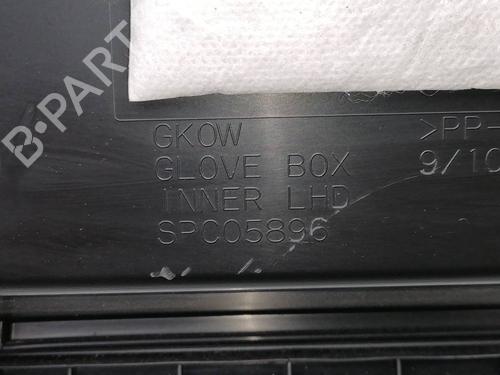 B-PART
GKOW
GLOVE BOX
INNER LHD
SPC05896
>PP-
9/10